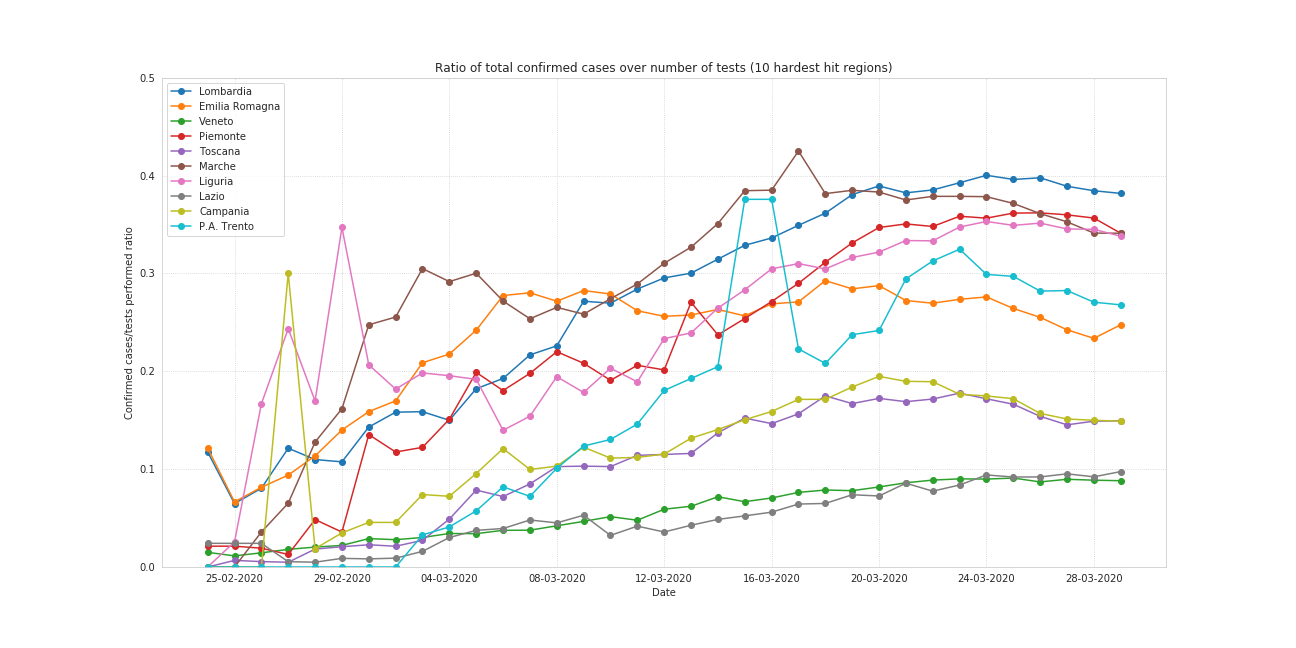 Ratio of total confirmed cases over number of tests (10 hardest hit regions)
0.5
0.4
0.3
0.2
0.1
0.0
Confirmed cases/tests performed ratio
Lombardia
Emilia Romagna
Veneto
Piemonte
Toscana
Marche
Liguria
Lazio
Campania
P.A. Trento
25-02-2020
29-02-2020
04-03-2020
08-03-2020
12-03-2020
16-03-2020
20-03-2020
24-03-2020
28-03-2020
Date